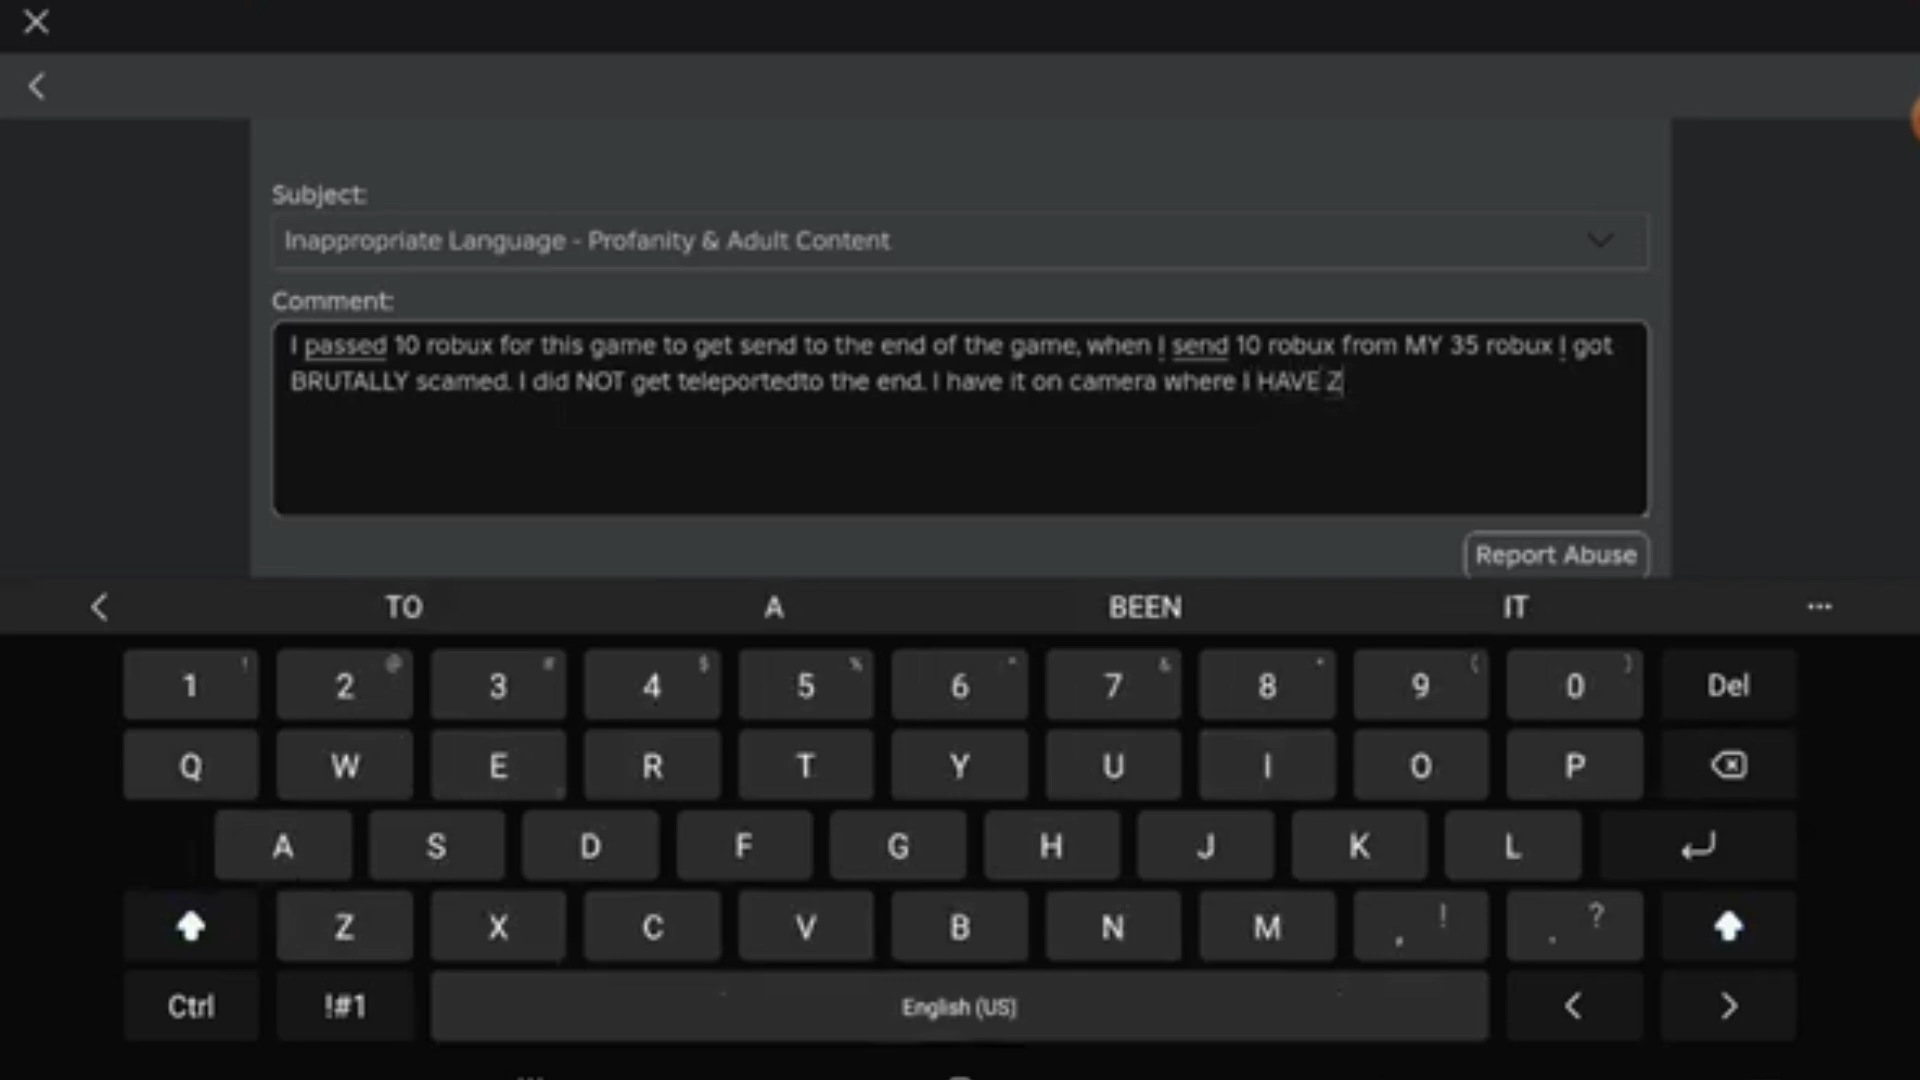 Subject:
Inappropriate Language - Profanity & Adult Content
Comment:
I passed 10 robux for this game to get send to the end of the game, when I send 10 robux from MY 35 robux I got
BRUTALLY scamed. I did NOT get teleportedto the end. I have it on camera where I HAVE Z
Report Abuse
TO A BEEN IT ...
1 ! 2 @ 3 # 4 $ 5 % 6 ^ 7 & 8 * 9 ( 0 ) Del
Q W E R T Y U I O P
A S D F G H J K L
Z X C V B N M , ! . ?
Ctrl !#1 English (US) < >